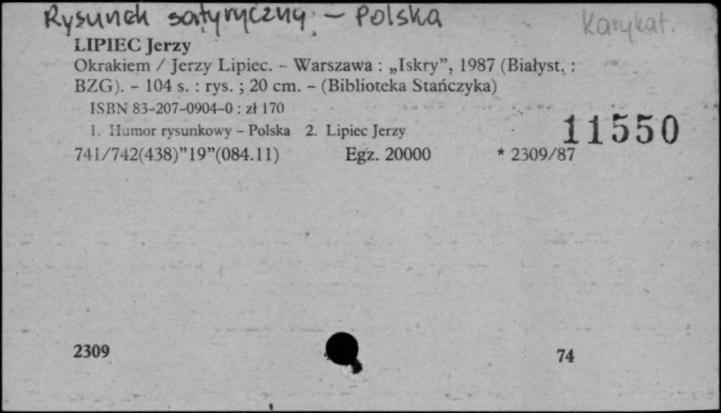 Rysunek satyryczny - Polska
Karykat.
LIPIEC Jerzy
Okrakiem / Jerzy Lipiec. – Warszawa : „Iskry”, 1987 (Białyst. :
BZG). – 104 s. : rys. ; 20 cm. – (Biblioteka Stańczyka)
ISBN 83-207-0904-0 : zł 170
1. Humor rysunkowy – Polska 2. Lipiec Jerzy
11550
741/742(438)”19”(084.11) Egz. 20000 * 2309/87
2309 74